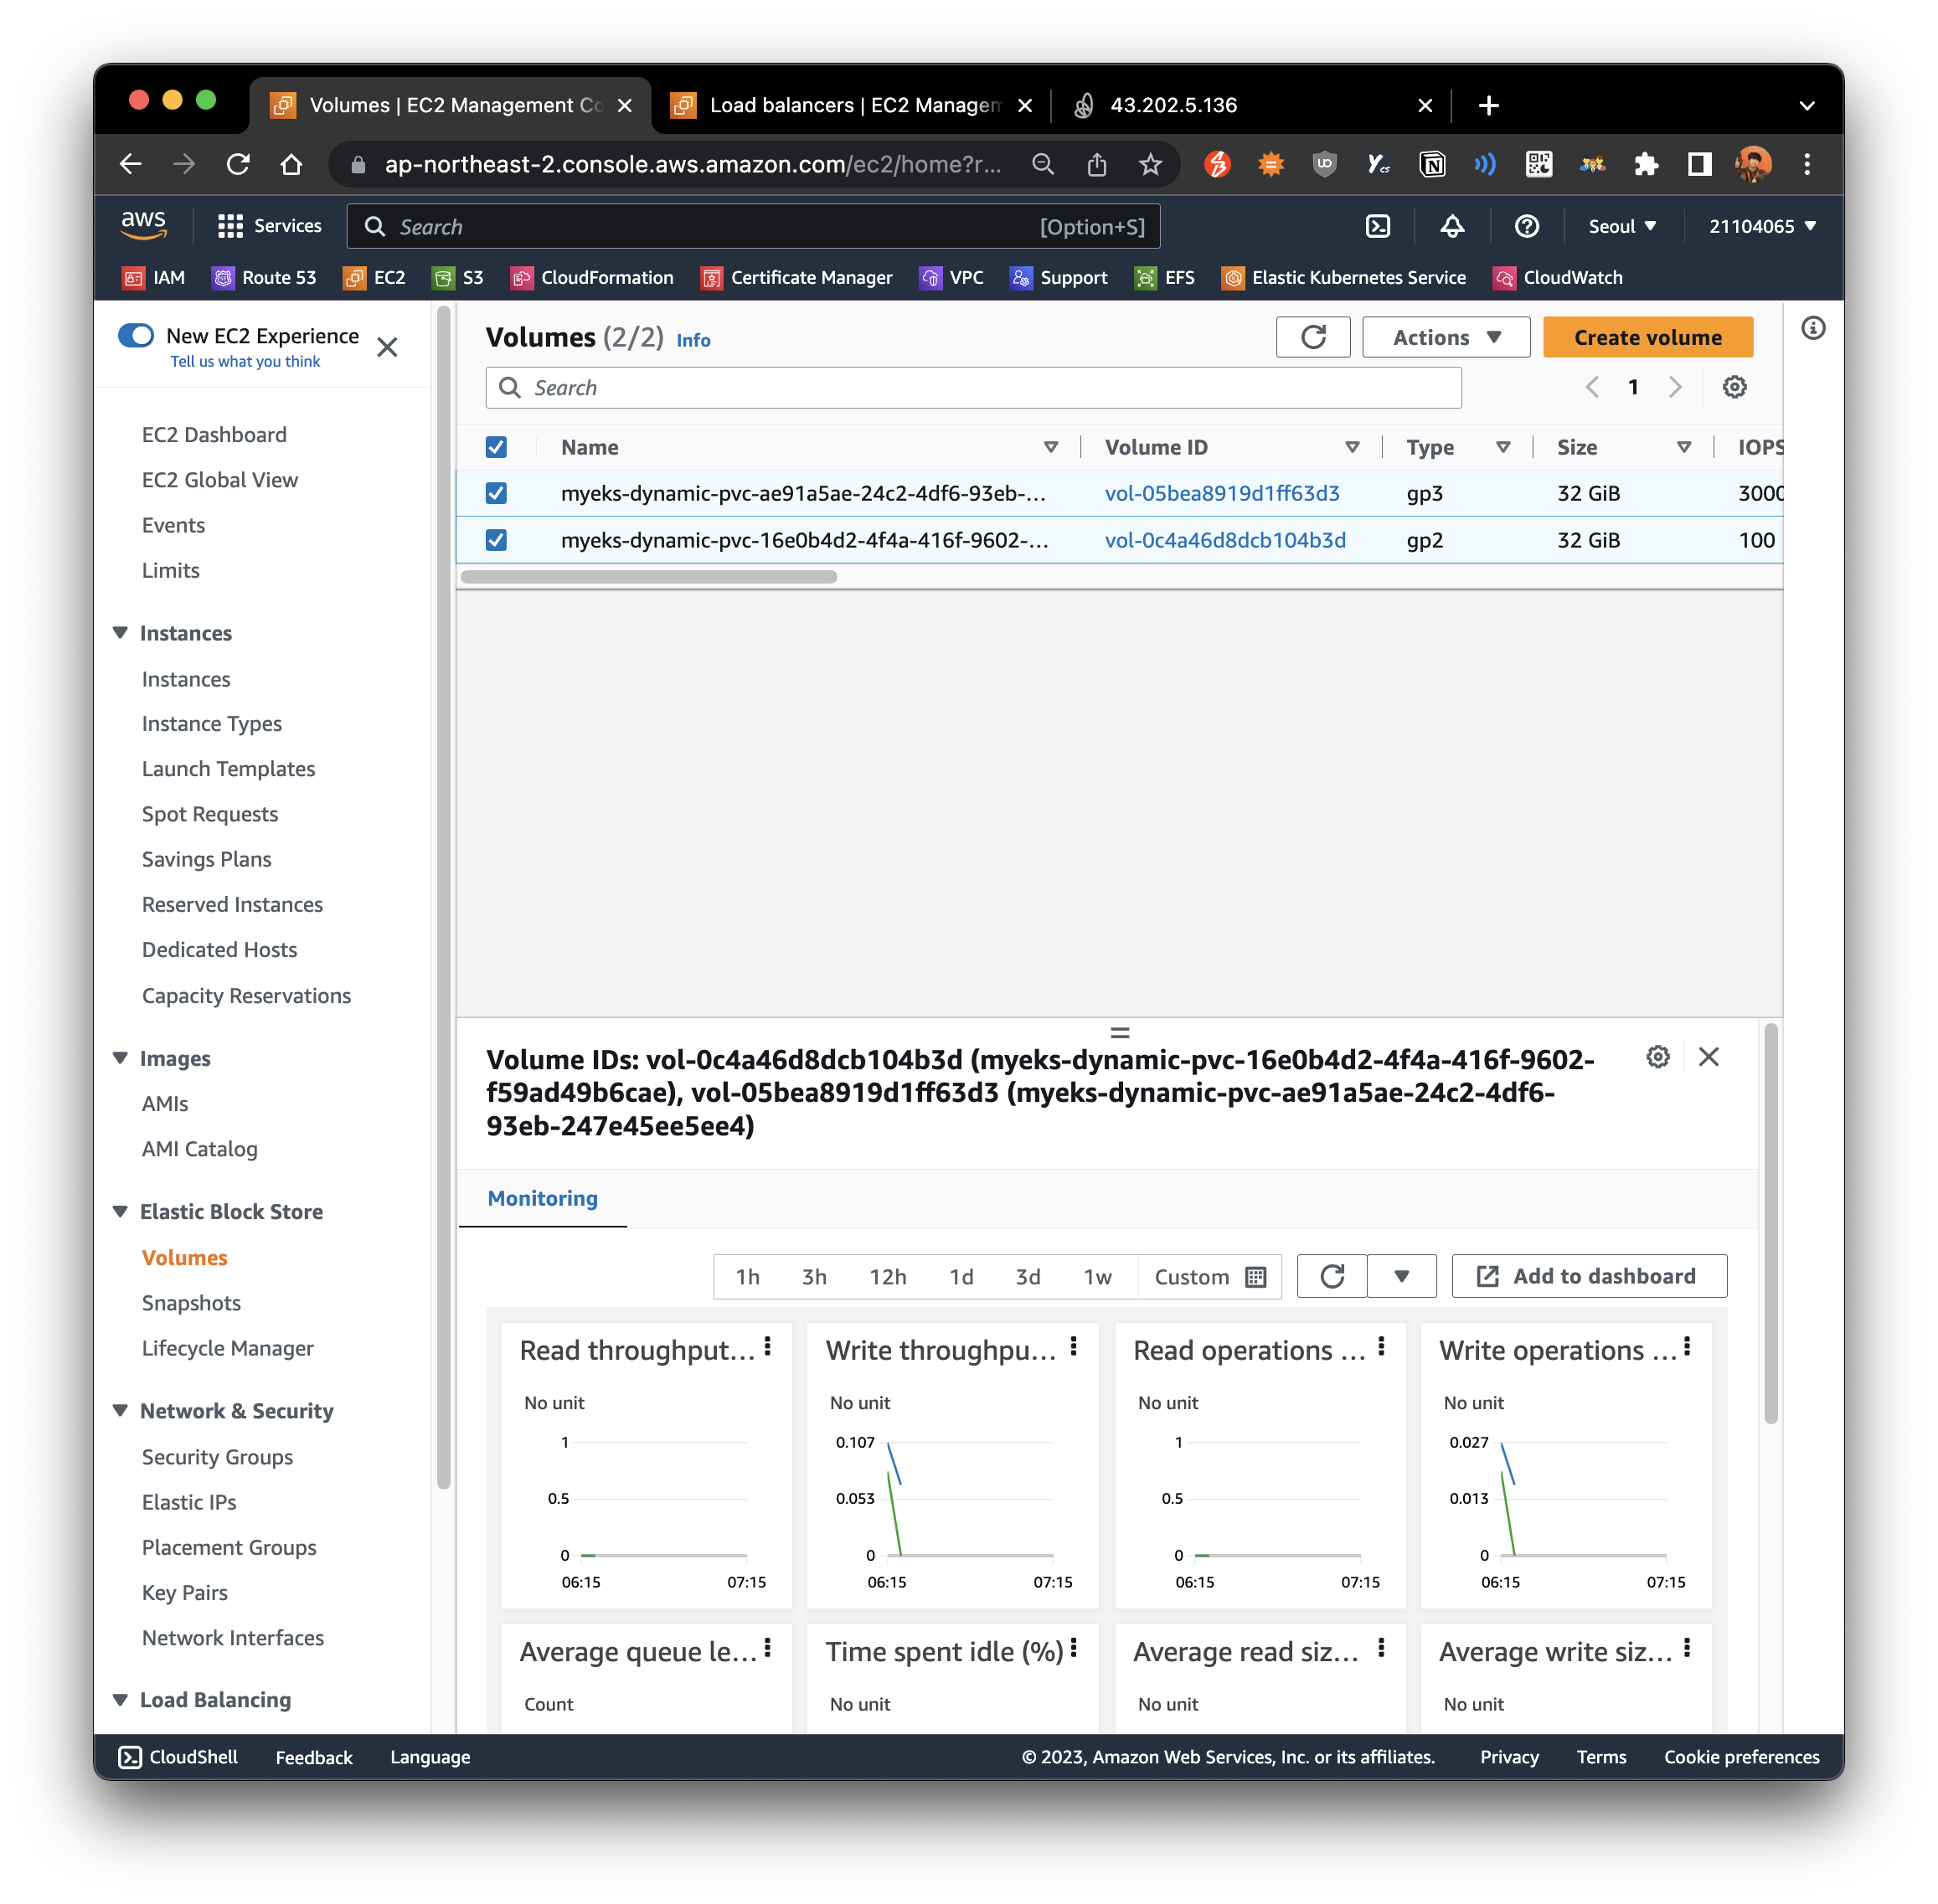 Volumes | EC2 Management Co
Load balancers | EC2 Managem
43.202.5.136
ap-northeast-2.console.aws.amazon.com/ec2/home?r...
aws
Services
Search
[Option+S]
Seoul
21104065
IAM
Route 53
EC2
S3
CloudFormation
Certificate Manager
VPC
Support
EFS
Elastic Kubernetes Service
CloudWatch
New EC2 Experience
Tell us what you think
EC2 Dashboard
EC2 Global View
Events
Limits
Instances
Instances
Instance Types
Launch Templates
Spot Requests
Savings Plans
Reserved Instances
Dedicated Hosts
Capacity Reservations
Images
AMIs
AMI Catalog
Elastic Block Store
Volumes
Snapshots
Lifecycle Manager
Network & Security
Security Groups
Elastic IPs
Placement Groups
Key Pairs
Network Interfaces
Load Balancing
Volumes (2/2) Info
Actions
Create volume
Search
1
Name Volume ID Type Size IOPS
myeks-dynamic-pvc-ae91a5ae-24c2-4df6-93eb-... vol-05bea8919d1ff63d3 gp3 32 GiB 3000
myeks-dynamic-pvc-16e0b4d2-4f4a-416f-9602-... vol-0c4a46d8dcb104b3d gp2 32 GiB 100
Volume IDs: vol-0c4a46d8dcb104b3d (myeks-dynamic-pvc-16e0b4d2-4f4a-416f-9602-
f59ad49b6cae), vol-05bea8919d1ff63d3 (myeks-dynamic-pvc-ae91a5ae-24c2-4df6-
93eb-247e45ee5ee4)
Monitoring
1h 3h 12h 1d 3d 1w Custom
Add to dashboard
Read throughput...
No unit
1
0.5
0
06:15 07:15
Write throughpu...
No unit
0.107
0.053
0
06:15 07:15
Read operations ...
No unit
1
0.5
0
06:15 07:15
Write operations ...
No unit
0.027
0.013
0
06:15 07:15
Average queue le...
Count
Time spent idle (%)
No unit
Average read siz...
No unit
Average write siz...
No unit
CloudShell
Feedback
Language
© 2023, Amazon Web Services, Inc. or its affiliates.
Privacy
Terms
Cookie preferences